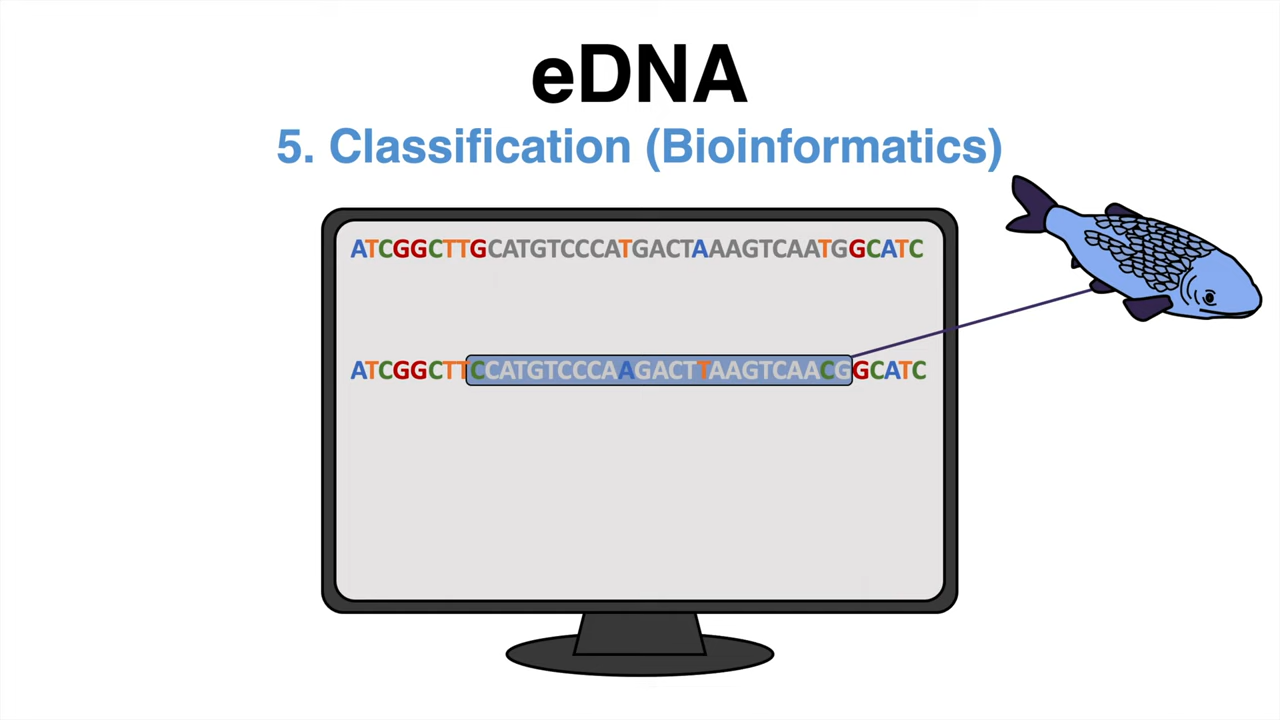 eDNA
5. Classification (Bioinformatics)
ATCGGCTTGCATGTCCCATGACTAAAGTCAATGGCATC
ATCGGCTTCCATGTCCCAAGACTTAAGTCAACGGCATC